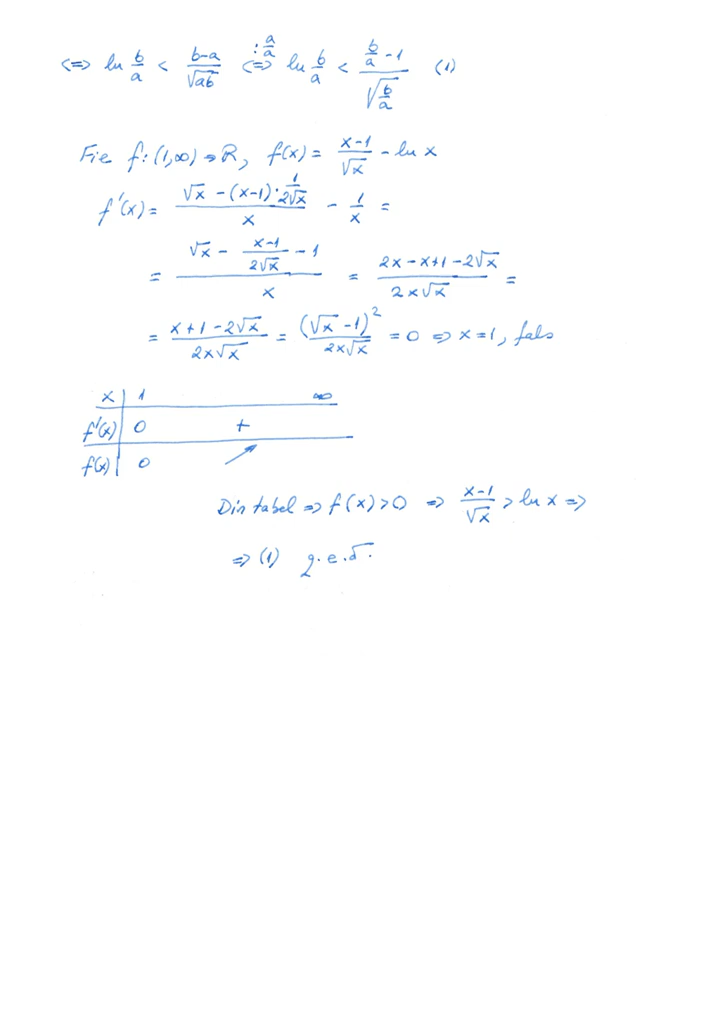 <=> ln b/a < (b-a)/√(ab) <=> (: a/a) ln b/a < (b/a - 1)/√(b/a) (1)
Fie f: (1,∞) → R, f(x) = (x-1)/√x - ln x
f'(x) = (√x - (x-1)·1/(2√x))/x - 1/x =
= (√x - (x-1)/(2√x) - 1)/x = (2x-x+1-2√x)/(2x√x) =
= (x+1-2√x)/(2x√x) = (√x-1)²/(2x√x) = 0 => x=1, fals
x | 1 ∞
f'(x) | 0 +
f(x) | 0 ↗
Din tabel => f(x)>0 => (x-1)/√x > ln x =>
=> (1) q.e.d.